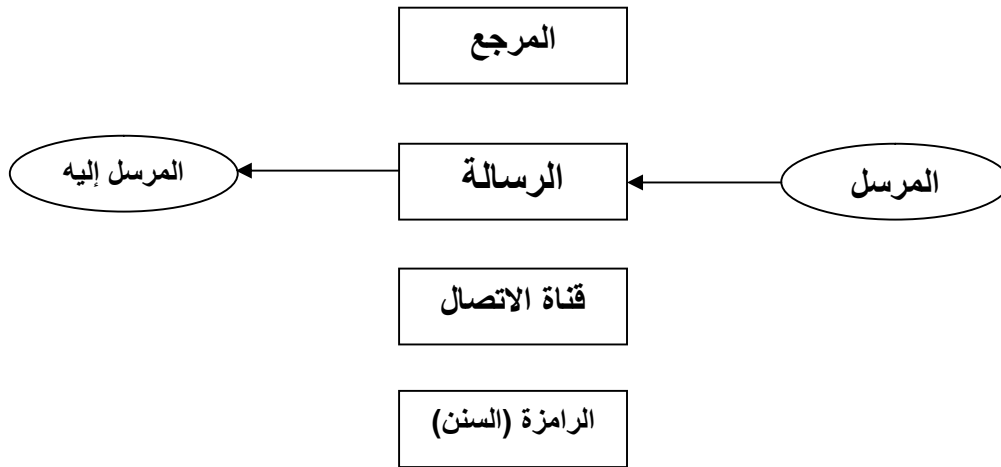 المرجع
المرسل
الرسالة
المرسل إليه
قناة الاتصال
الرامزة (السنن)